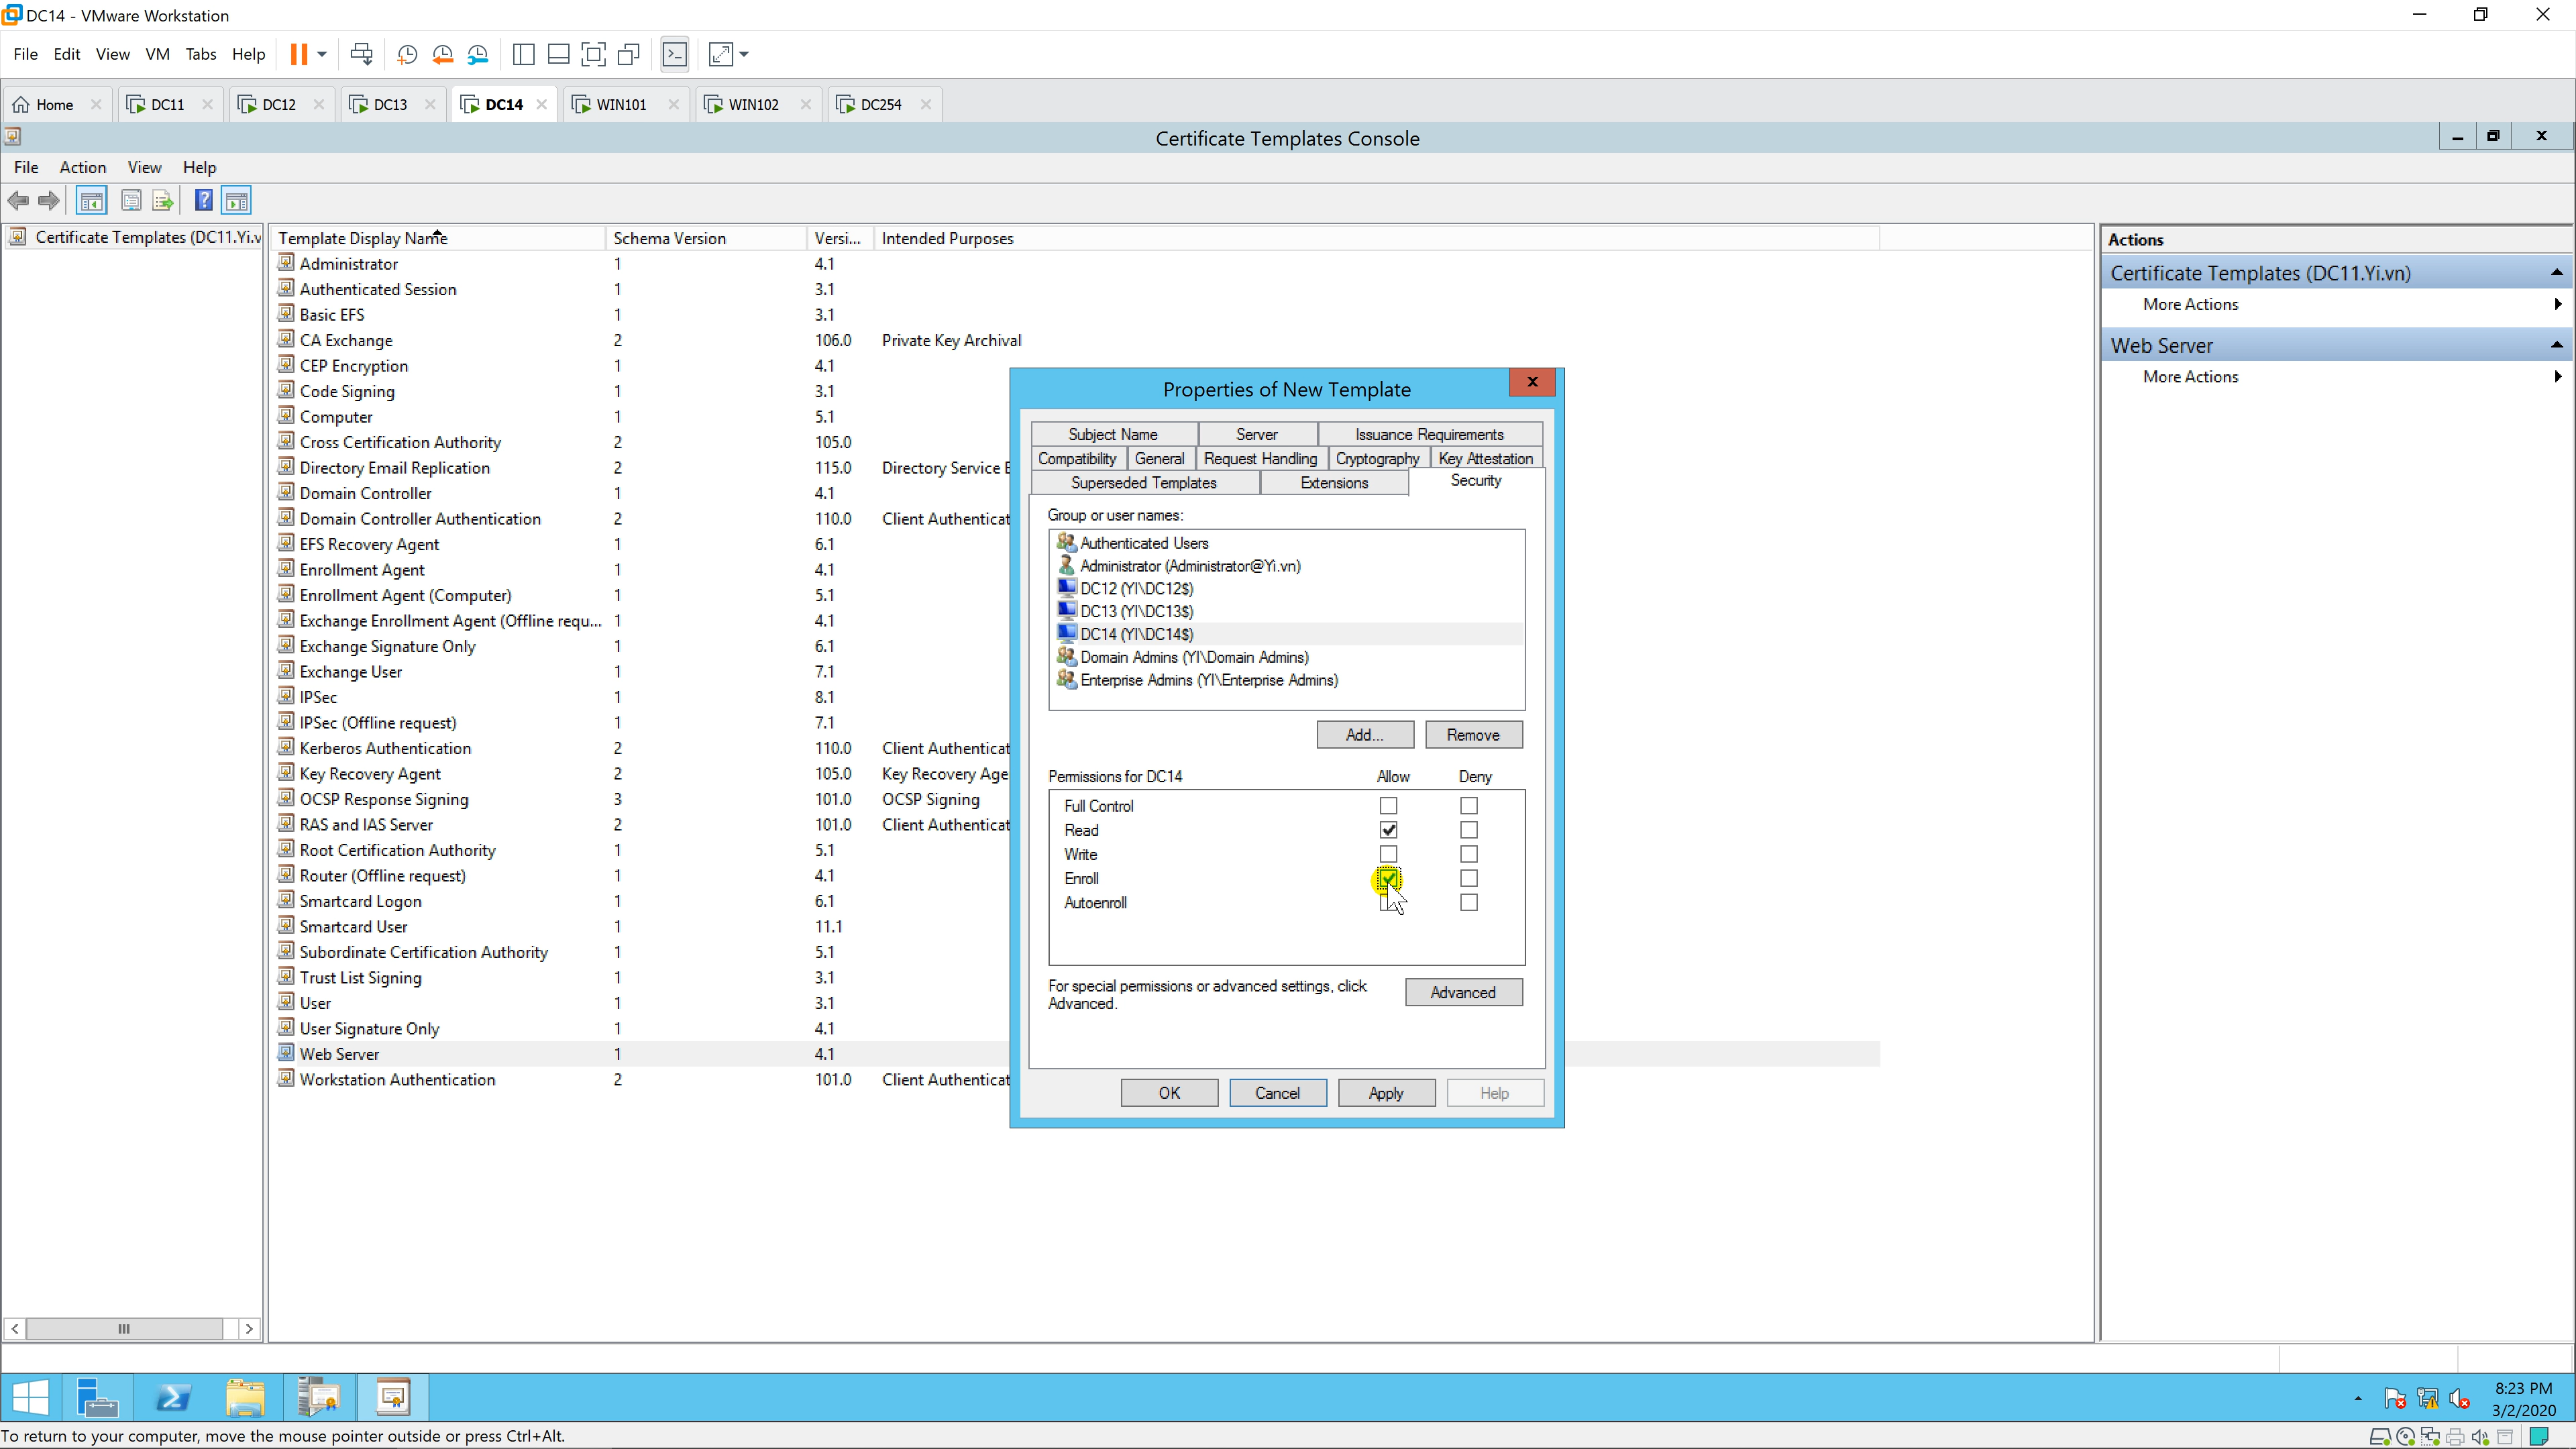 DC14 - VMware Workstation
File Edit View VM Tabs Help
Home DC11 DC12 DC13 DC14 WIN101 WIN102 DC254
Certificate Templates Console
File Action View Help
Certificate Templates (DC11.Yi.v
Template Display Name Schema Version Versi... Intended Purposes
Administrator 1 4.1
Authenticated Session 1 3.1
Basic EFS 1 3.1
CA Exchange 2 106.0 Private Key Archival
CEP Encryption 1 4.1
Code Signing 1 3.1
Computer 1 5.1
Cross Certification Authority 2 105.0
Directory Email Replication 2 115.0 Directory Service E
Domain Controller 1 4.1
Domain Controller Authentication 2 110.0 Client Authenticat
EFS Recovery Agent 1 6.1
Enrollment Agent 1 4.1
Enrollment Agent (Computer) 1 5.1
Exchange Enrollment Agent (Offline requ... 1 4.1
Exchange Signature Only 1 6.1
Exchange User 1 7.1
IPSec 1 8.1
IPSec (Offline request) 1 7.1
Kerberos Authentication 2 110.0 Client Authenticat
Key Recovery Agent 2 105.0 Key Recovery Age
OCSP Response Signing 3 101.0 OCSP Signing
RAS and IAS Server 2 101.0 Client Authenticat
Root Certification Authority 1 5.1
Router (Offline request) 1 4.1
Smartcard Logon 1 6.1
Smartcard User 1 11.1
Subordinate Certification Authority 1 5.1
Trust List Signing 1 3.1
User 1 3.1
User Signature Only 1 4.1
Web Server 1 4.1
Workstation Authentication 2 101.0 Client Authenticat
Properties of New Template
Subject Name Server Issuance Requirements
Compatibility General Request Handling Cryptography Key Attestation
Superseded Templates Extensions Security
Group or user names:
Authenticated Users
Administrator (Administrator@Yi.vn)
DC12 (YI\DC12$)
DC13 (YI\DC13$)
DC14 (YI\DC14$)
Domain Admins (YI\Domain Admins)
Enterprise Admins (YI\Enterprise Admins)
Add... Remove
Permissions for DC14 Allow Deny
Full Control
Read
Write
Enroll
Autoenroll
For special permissions or advanced settings, click
Advanced.
Advanced
OK Cancel Apply Help
Actions
Certificate Templates (DC11.Yi.vn)
More Actions
Web Server
More Actions
8:23 PM
3/2/2020
To return to your computer, move the mouse pointer outside or press Ctrl+Alt.